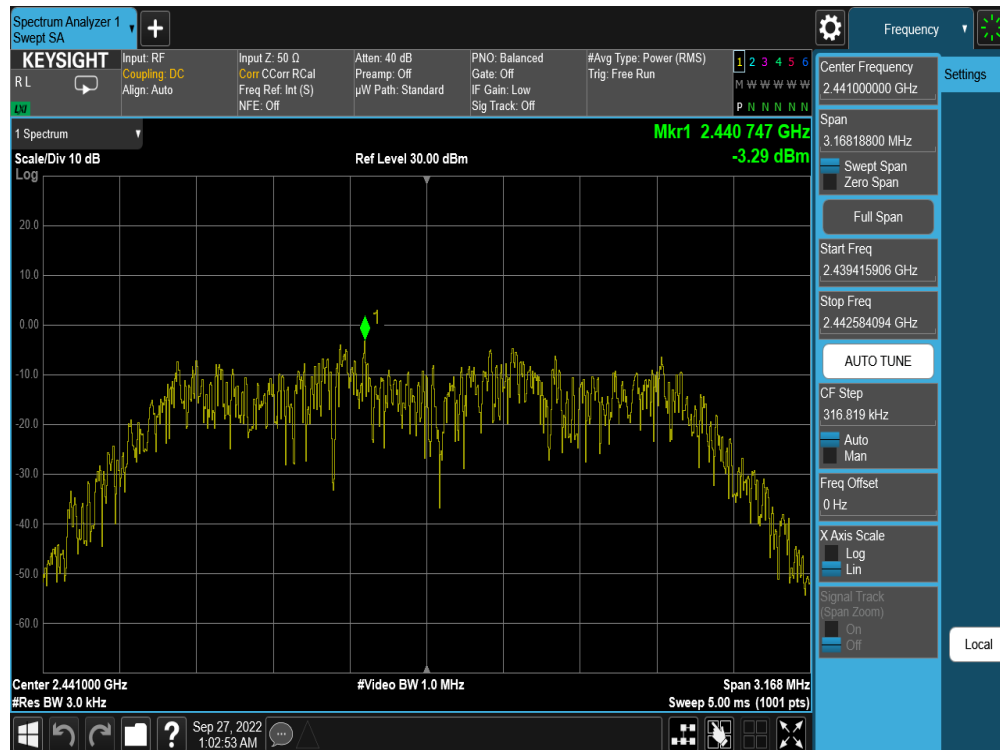 Spectrum Analyzer 1
Swept SA
+
Frequency
KEYSIGHT
R L
LXI
Input: RF
Coupling: DC
Align: Auto
Input Z: 50 Ω
Corr CCorr RCal
Freq Ref: Int (S)
NFE: Off
Atten: 40 dB
Preamp: Off
µW Path: Standard
PNO: Balanced
Gate: Off
IF Gain: Low
Sig Track: Off
#Avg Type: Power (RMS)
Trig: Free Run
1 2 3 4 5 6
M W W W W W
P N N N N N
1 Spectrum
Scale/Div 10 dB
Log
Ref Level 30.00 dBm
Mkr1 2.440 747 GHz
-3.29 dBm
20.0
10.0
0.00
-10.0
-20.0
-30.0
-40.0
-50.0
-60.0
1
Center 2.441000 GHz
#Res BW 3.0 kHz
#Video BW 1.0 MHz
Span 3.168 MHz
Sweep 5.00 ms (1001 pts)
Center Frequency
2.441000000 GHz
Span
3.16818800 MHz
Swept Span
Zero Span
Full Span
Start Freq
2.439415906 GHz
Stop Freq
2.442584094 GHz
AUTO TUNE
CF Step
316.819 kHz
Auto
Man
Freq Offset
0 Hz
X Axis Scale
Log
Lin
Signal Track
(Span Zoom)
On
Off
Settings
Local
?
Sep 27, 2022
1:02:53 AM